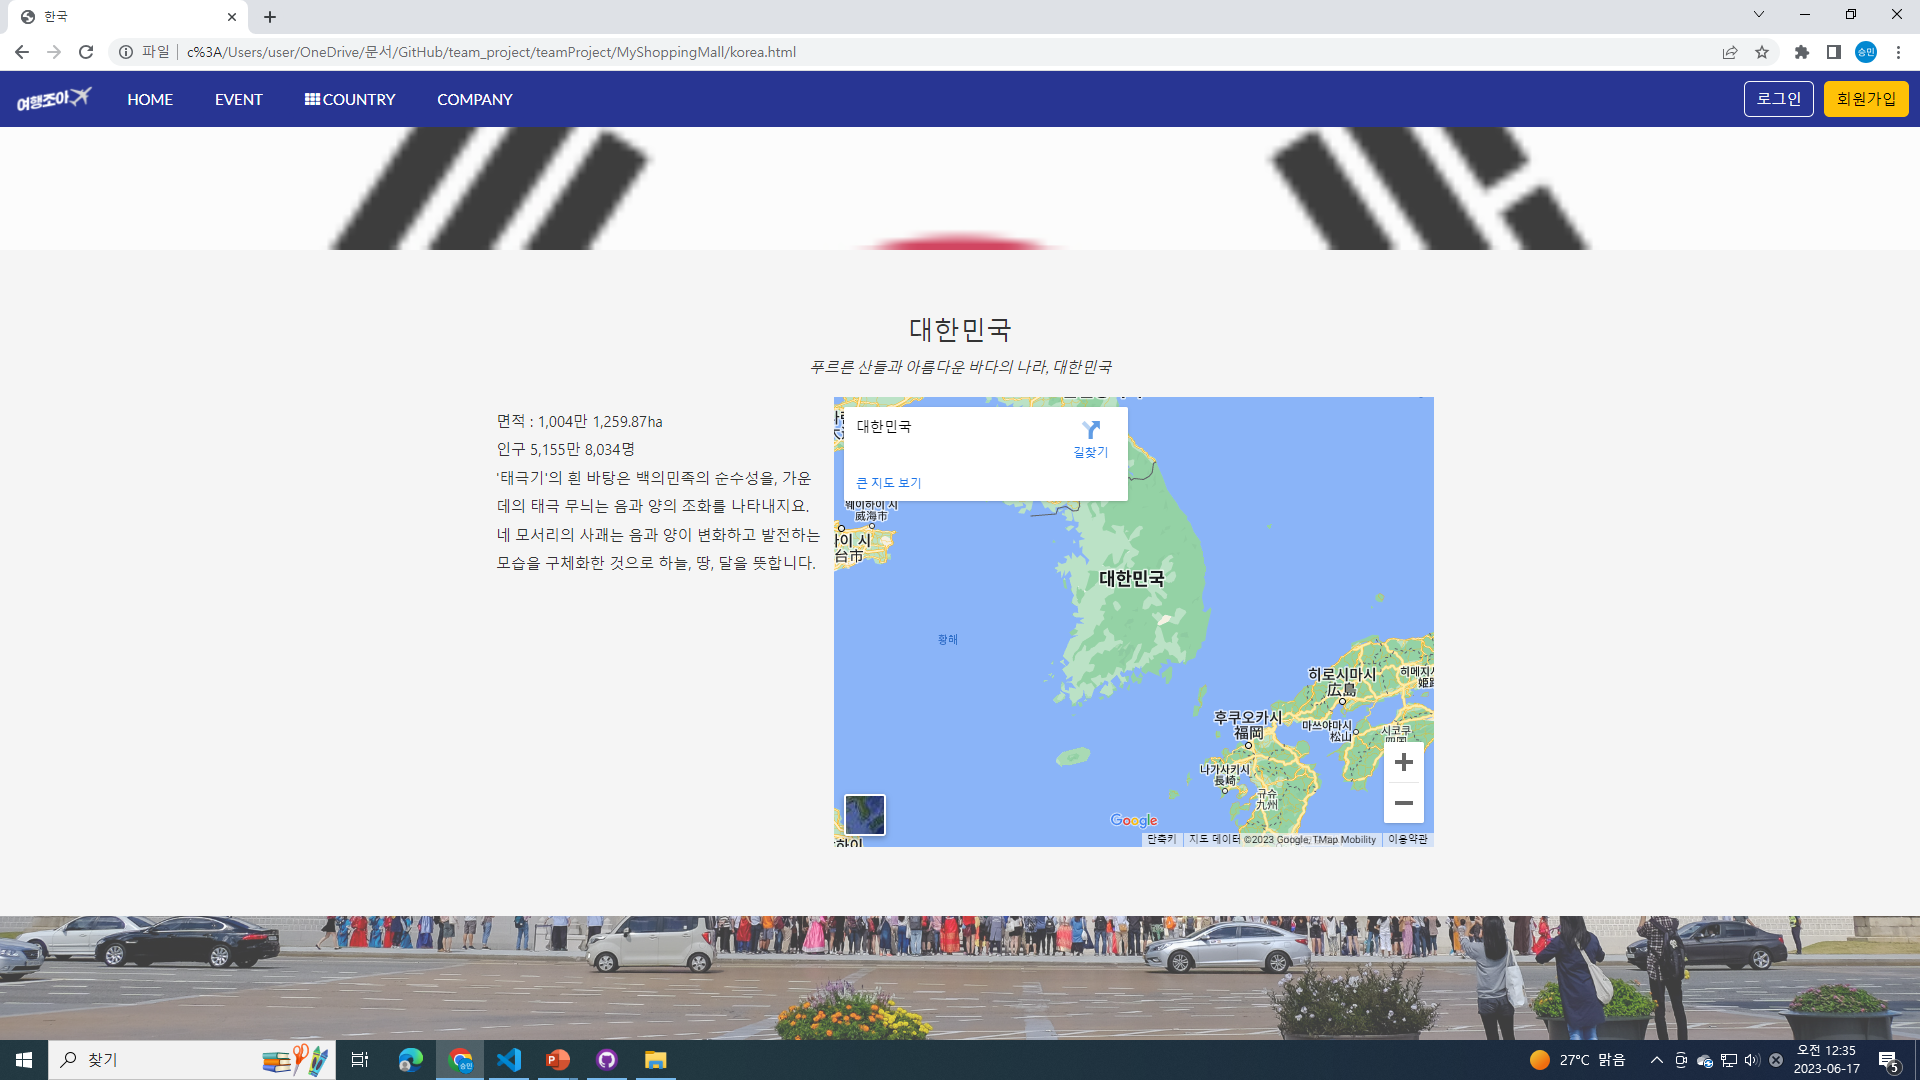 한국
파일 c%3A/Users/user/OneDrive/문서/GitHub/team_project/teamProject/MyShoppingMall/korea.html
승민
여행조아 HOME EVENT COUNTRY COMPANY 로그인 회원가입
대한민국
푸르른 산들과 아름다운 바다의 나라, 대한민국
면적 : 1,004만 1,259.87ha
인구 5,155만 8,034명
'태극기'의 흰 바탕은 백의민족의 순수성을, 가운
데의 태극 무늬는 음과 양의 조화를 나타내지요.
네 모서리의 사괘는 음과 양이 변화하고 발전하는
모습을 구체화한 것으로 하늘, 땅, 달을 뜻합니다.
대한민국
길찾기
큰 지도 보기
웨이하이 시
威海市
이 시
台市
대한민국
황해
히로시마시
広島
히메지시
후쿠오카시
福岡
마쓰야마시
松山
시코쿠
나가사키시
長崎
규슈
九州
Google
단축키 지도 데이터 ©2023 Google, TMap Mobility 이용약관
찾기
승민
27°C 맑음
오전 12:35
2023-06-17
5